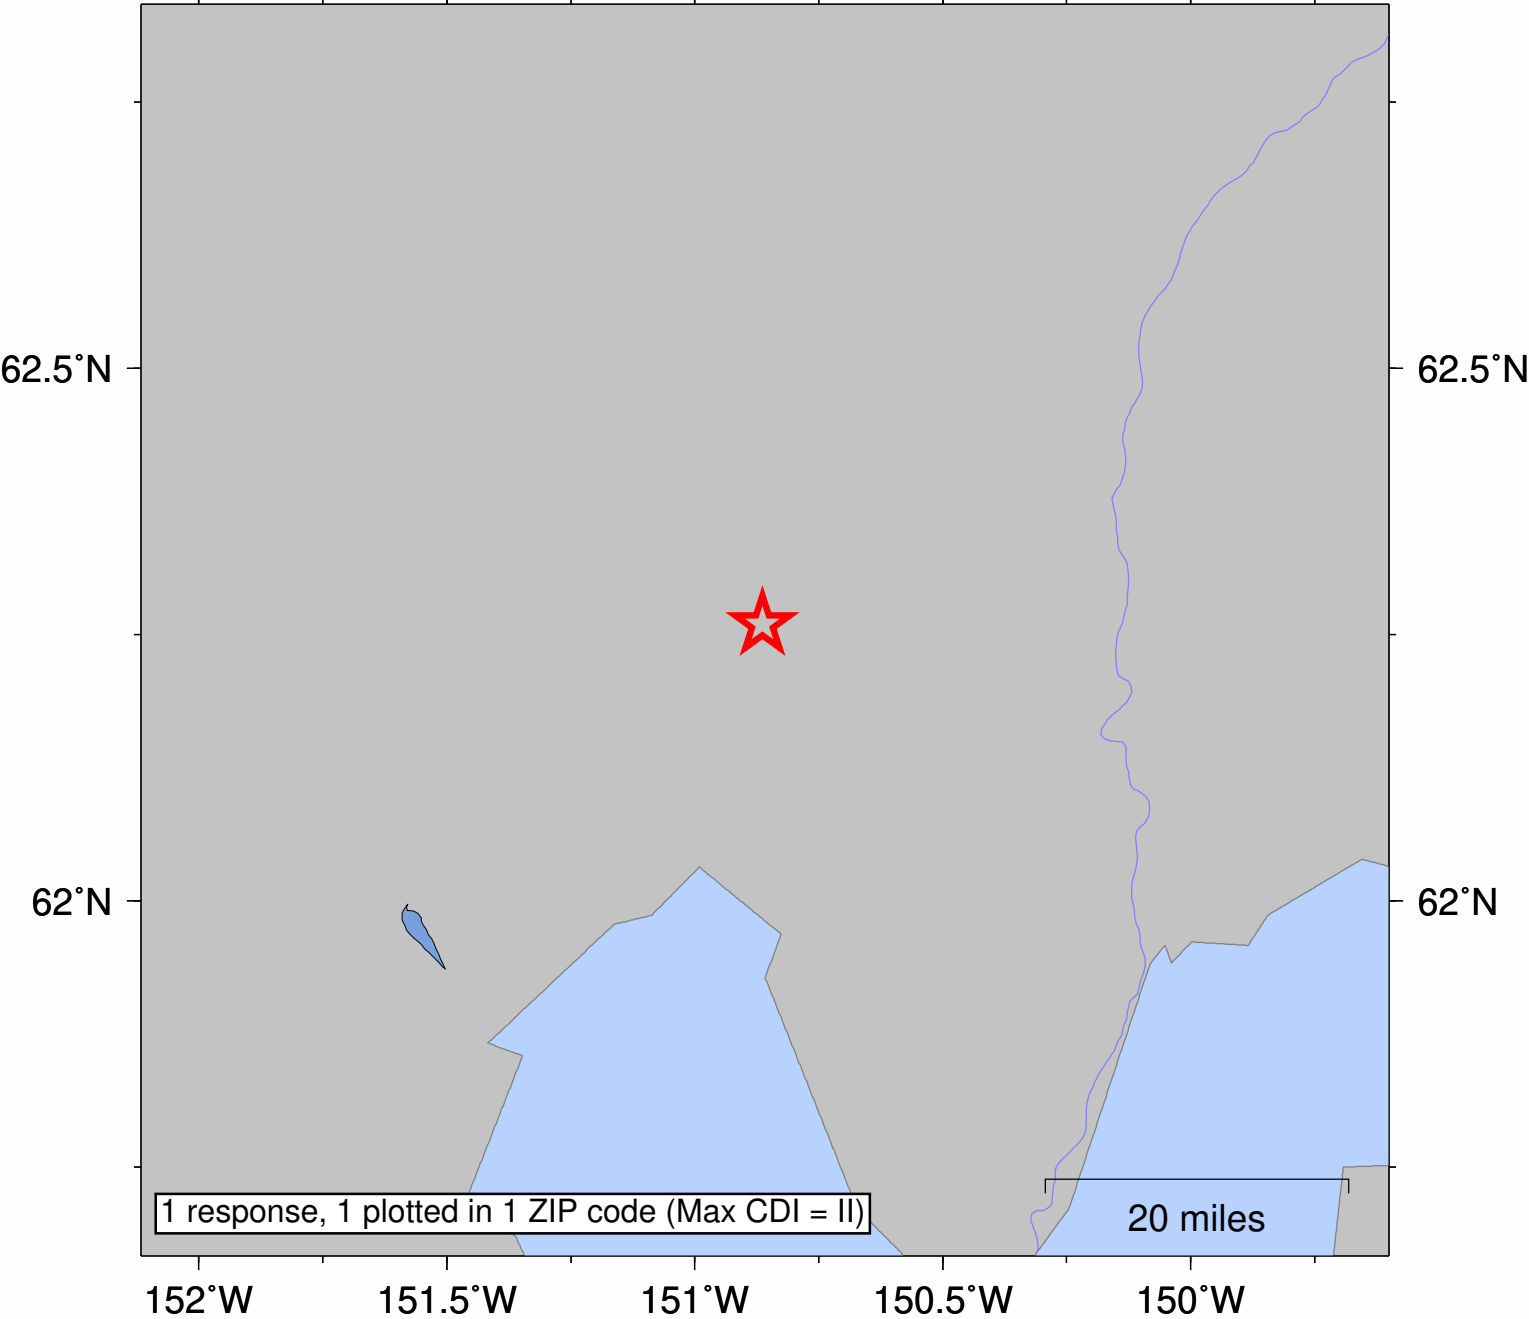 62.5˚N
62.5˚N
62˚N
62˚N
1 response, 1 plotted in 1 ZIP code (Max CDI = II)
20 miles
152˚W
151.5˚W
151˚W
150.5˚W
150˚W